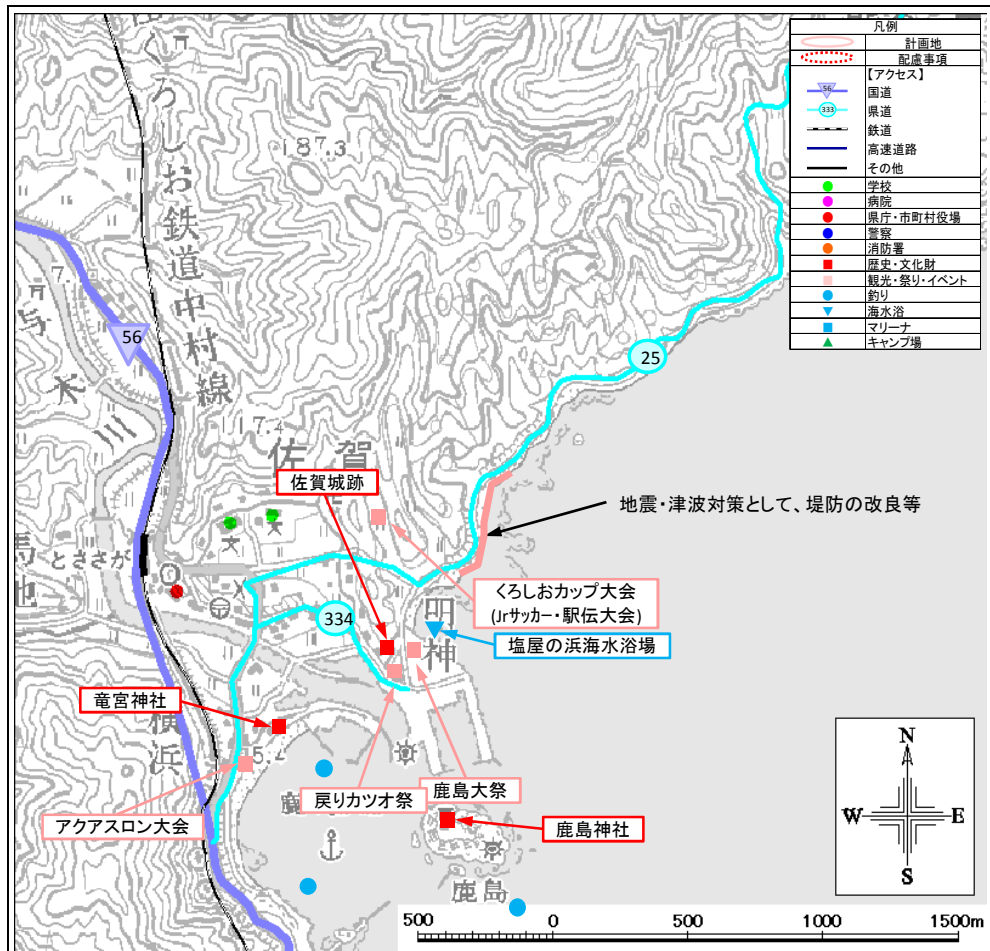 凡例
計画地
配慮事項
【アクセス】
56
国道
333
県道
鉄道
高速道路
その他
学校
病院
県庁・市町村役場
警察
消防署
歴史・文化財
観光・祭り・イベント
釣り
海水浴
マリーナ
キャンプ場
くろしお鉄道中村線
187.3
56
25
117.4
佐賀
佐賀城跡
地震・津波対策として、堤防の改良等
とささが
くろしおカップ大会
(Jrサッカー・駅伝大会)
334
明神
塩屋の浜海水浴場
竜宮神社
横浜
5.4
アクアスロン大会
戻りカツオ祭
鹿島大祭
鹿島神社
鹿島
N
W
E
S
500
0
500
1000
1500m